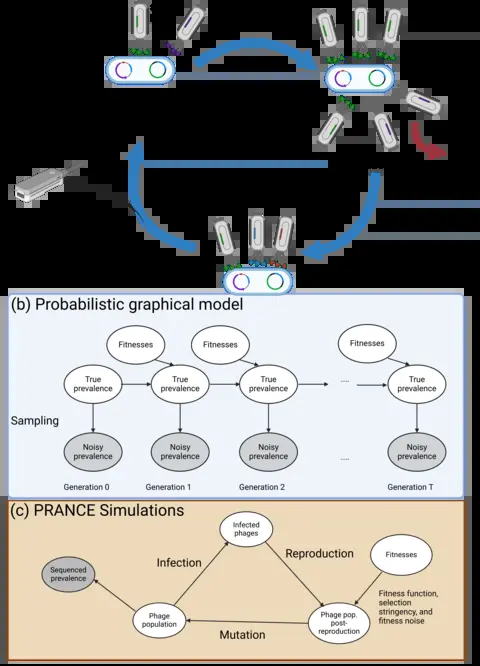 (b) Probabilistic graphical model
Fitnesses
Fitnesses
Fitnesses
True
prevalence
True
prevalence
True
prevalence
....
True
prevalence
Sampling
Noisy
prevalence
Noisy
prevalence
Noisy
prevalence
....
Noisy
prevalence
Generation 0
Generation 1
Generation 2
Generation T
(c) PRANCE Simulations
Infected
phages
Infection
Reproduction
Fitnesses
Sequenced
prevalence
Fitness function,
selection
stringency, and
fitness noise
Phage
population
Phage pop.
post-
reproduction
Mutation